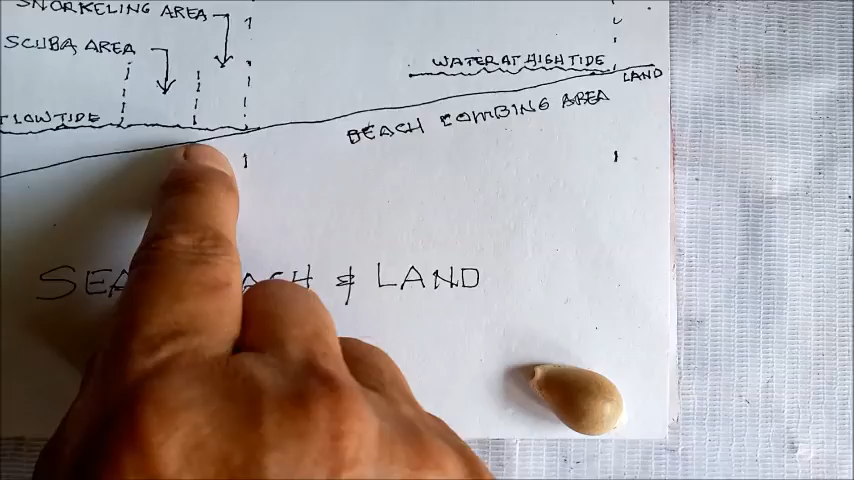 SNORKELING AREA
SCUBA AREA
WATER AT HIGH TIDE
LAND
LOW TIDE
BEACH COMBING AREA
& LAND